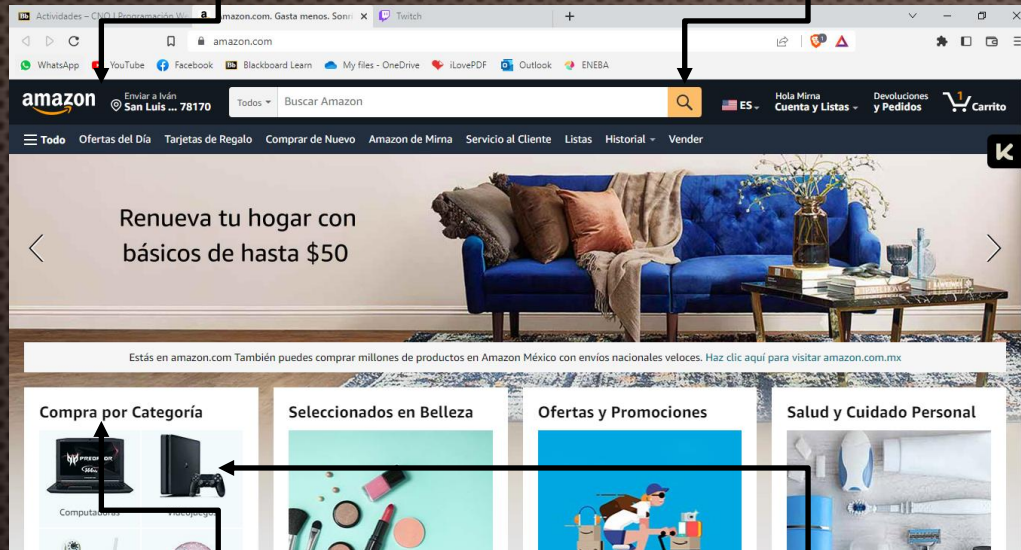 Actividades – CNO I Programación W
amazon.com. Gasta menos. Sonr
Twitch
amazon.com
WhatsApp YouTube Facebook Blackboard Learn My files - OneDrive iLovePDF Outlook ENEBA
amazon
Enviar a Iván
San Luis ... 78170
Todos
Buscar Amazon
ES
Hola Mirna
Cuenta y Listas
Devoluciones
y Pedidos
1
Carrito
Todo Ofertas del Día Tarjetas de Regalo Comprar de Nuevo Amazon de Mirna Servicio al Cliente Listas Historial Vender
Renueva tu hogar con
básicos de hasta $50
Estás en amazon.com También puedes comprar millones de productos en Amazon México con envíos nacionales veloces. Haz clic aquí para visitar amazon.com.mx
Compra por Categoría
Seleccionados en Belleza
Ofertas y Promociones
Salud y Cuidado Personal
PREDATOR
Computadoras
Videojuegos